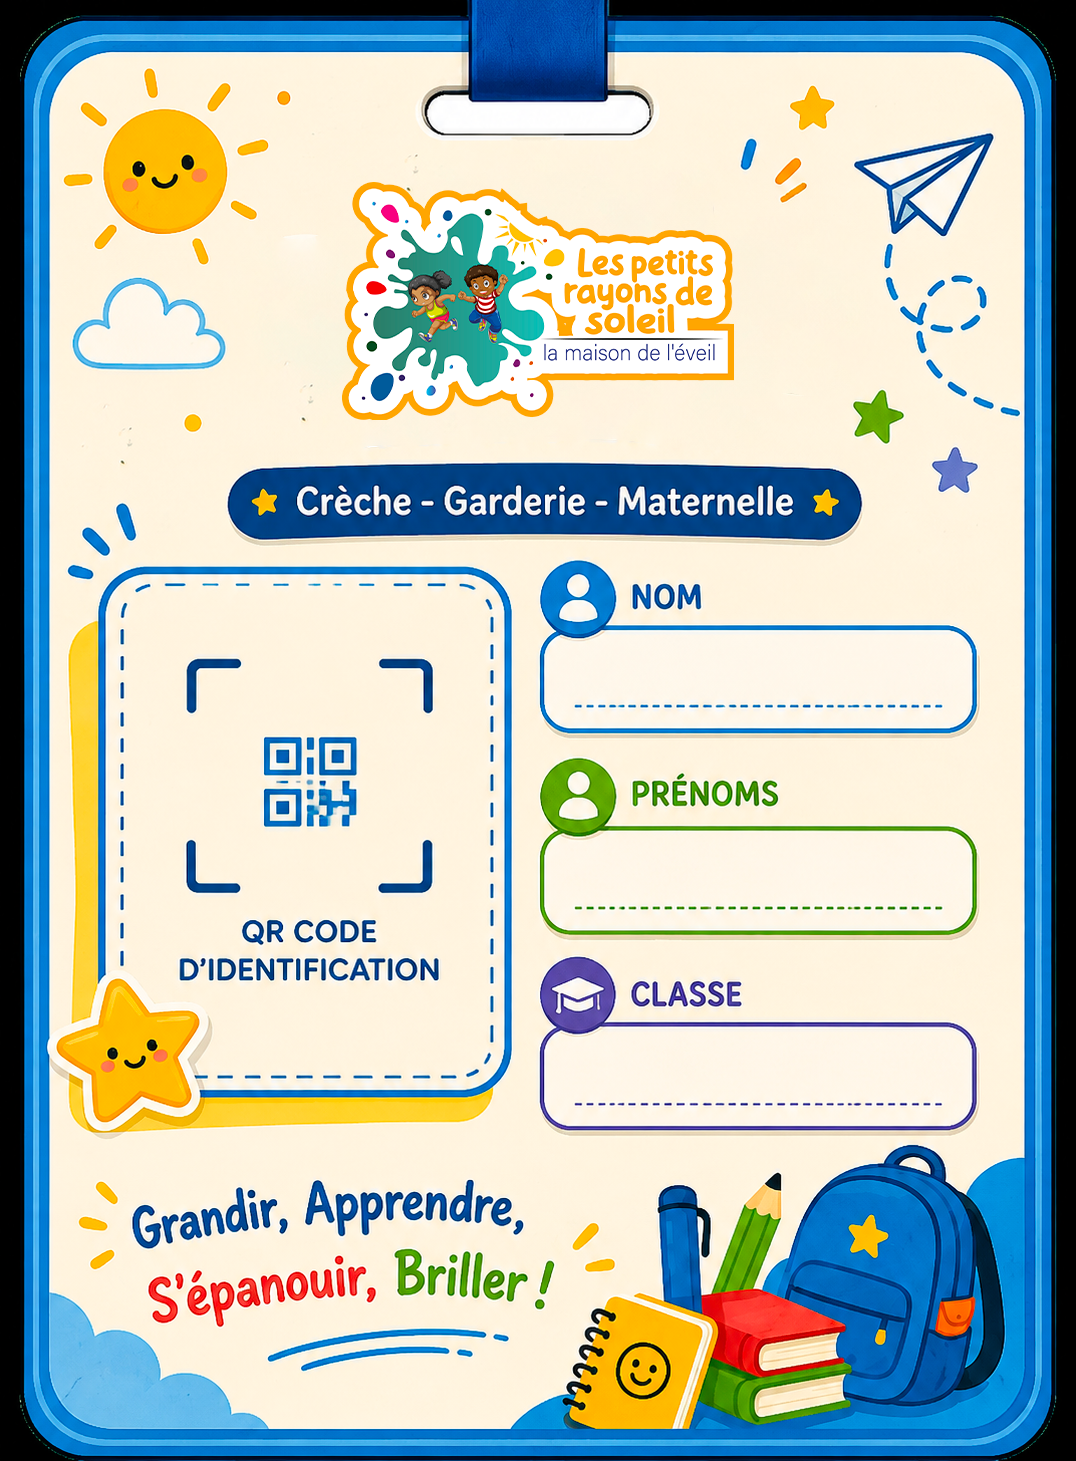 Les petits
rayons de
soleil
la maison de l'éveil
Crèche - Garderie - Maternelle
NOM
PRÉNOMS
CLASSE
QR CODE
D'IDENTIFICATION
Grandir, Apprendre,
S'épanouir, Briller !